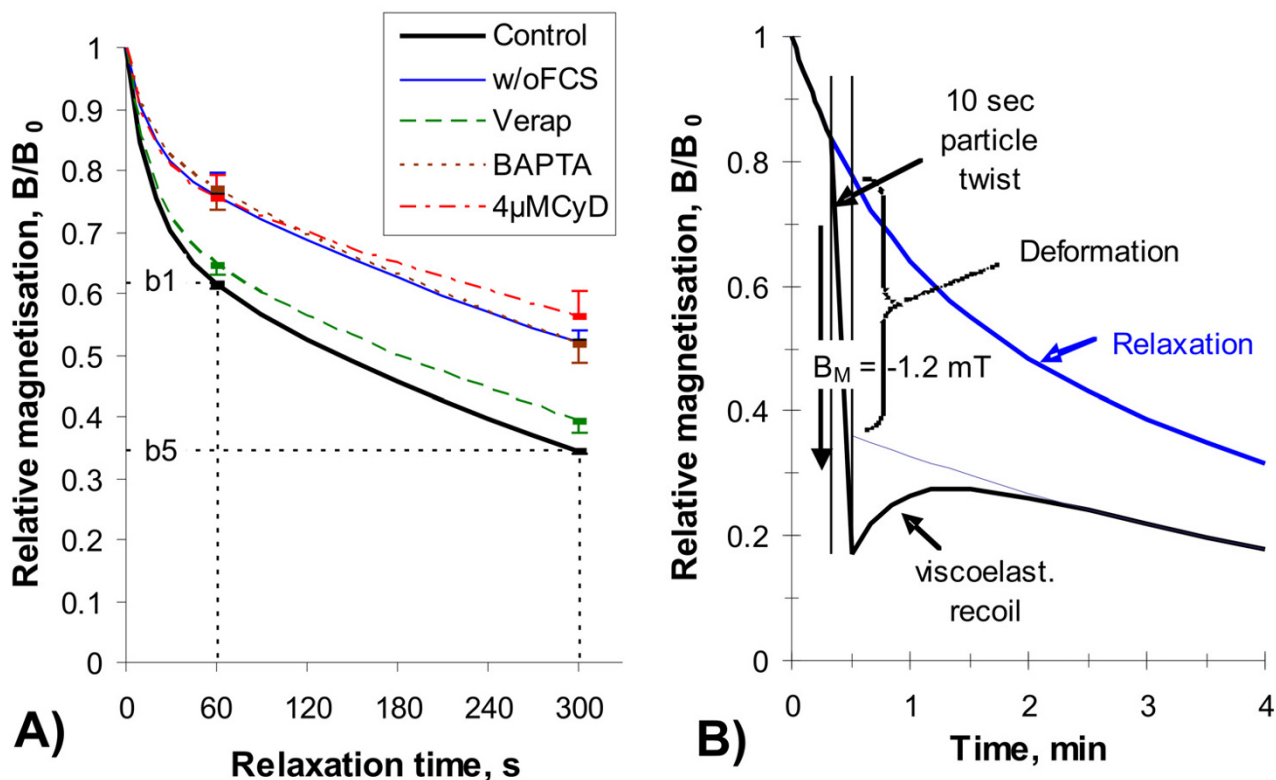 Relative magnetisation, B/B0
1
0.9
0.8
0.7
0.6
0.5
0.4
0.3
0.2
0.1
0
Control
w/oFCS
Verap
BAPTA
4µMCyD
b1
b5
0 60 120 180 240 300
Relaxation time, s
A)
Relative magnetisation, B/B0
1
0.8
0.6
0.4
0.2
0
10 sec
particle
twist
Deformation
Relaxation
BM = -1.2 mT
viscoelast.
recoil
0 1 2 3 4
Time, min
B)